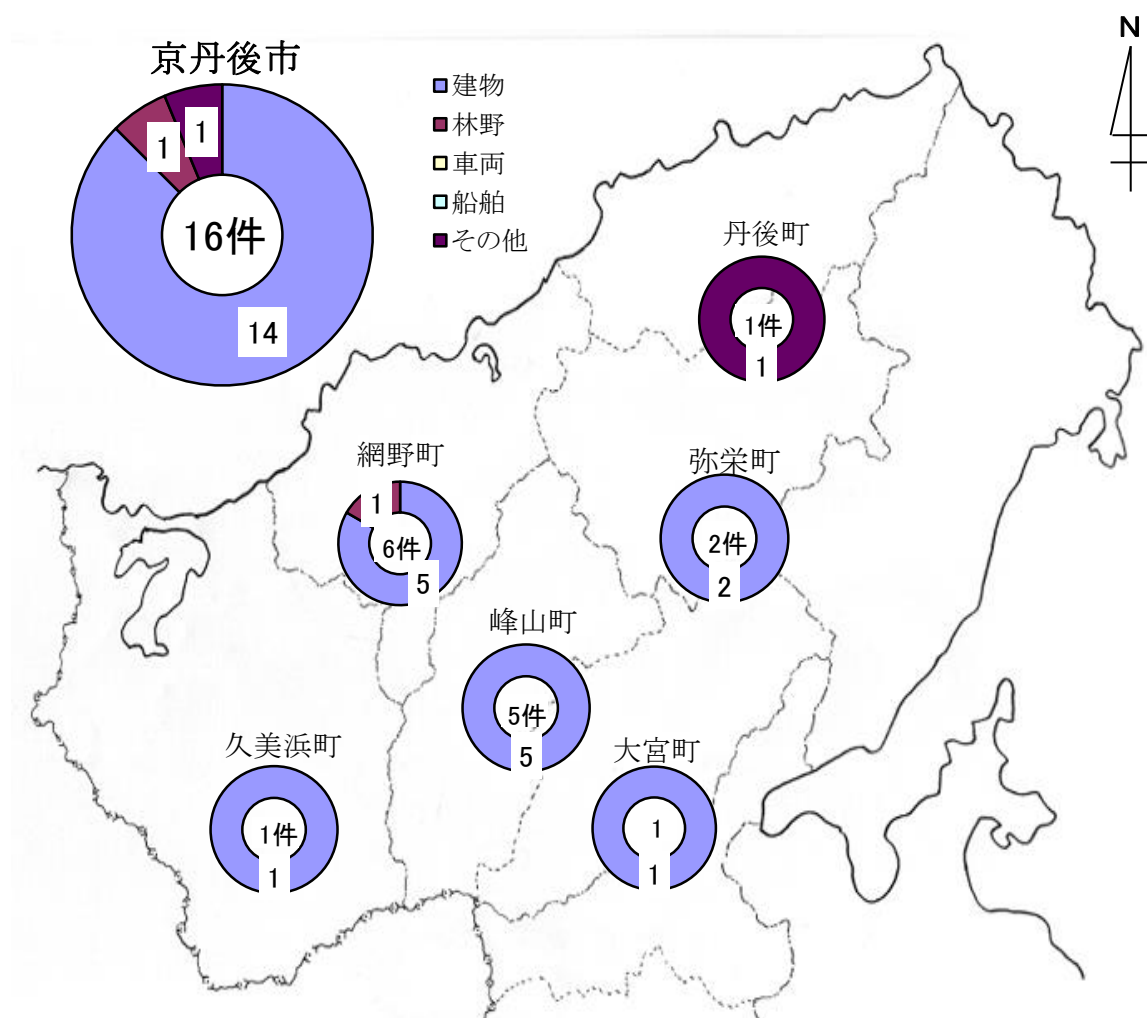 京丹後市
N
建物
林野
車両
船舶
その他
1
1
16件
14
丹後町
1件
1
網野町
1
6件
5
弥栄町
2件
2
峰山町
5件
5
久美浜町
1件
1
大宮町
1
1